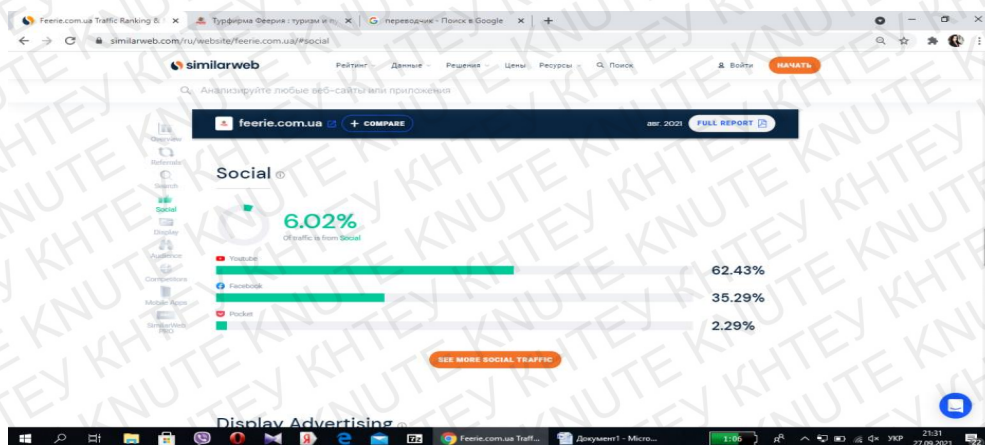 Feerie.com.ua Traffic Ranking &
Турфирма Феерия : туризм и пу
переводчик - Поиск в Google
similarweb.com/ru/website/feerie.com.ua/#social
similarweb
Рейтинг
Данные
Решения
Цены
Ресурсы
Поиск
Войти
НАЧАТЬ
Анализируйте любые веб-сайты или приложения
feerie.com.ua
+ COMPARE
авг. 2021
FULL REPORT
Overview
Referrals
Search
Social
Display
Audience
Competitors
Mobile Apps
SimilarWeb
PRO
Social
6.02%
Of traffic is from Social
Youtube
62.43%
Facebook
35.29%
Pocket
2.29%
SEE MORE SOCIAL TRAFFIC
Display Advertising
Feerie.com.ua Traff...
Документ1 - Micro...
1:06
УКР
21:31
27.09.2021
22